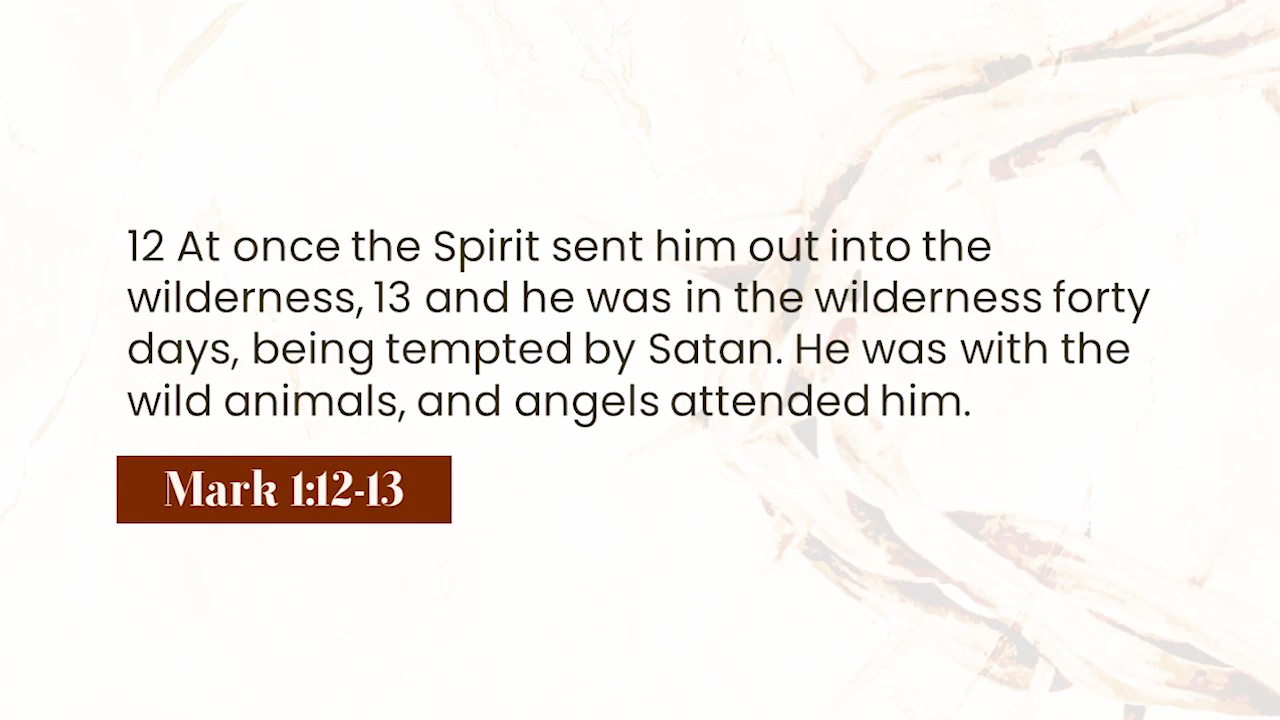 12 At once the Spirit sent him out into the
wilderness, 13 and he was in the wilderness forty
days, being tempted by Satan. He was with the
wild animals, and angels attended him.
Mark 1:12-13